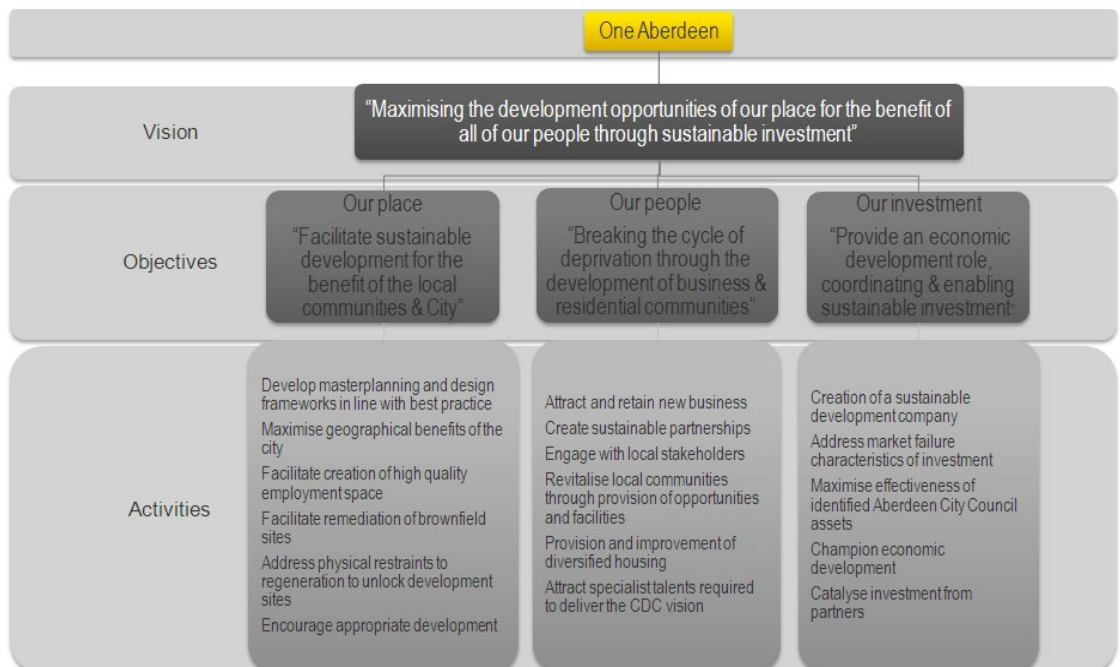 One Aberdeen
Vision
“Maximising the development opportunities of our place for the benefit of
all of our people through sustainable investment”
Objectives
Our place
“Facilitate sustainable
development for the
benefit of the local
communities & City”
Our people
“Breaking the cycle of
deprivation through the
development of business &
residential communities”
Our investment
“Provide an economic
development role,
coordinating & enabling
sustainable investment”
Activities
Develop masterplanning and design
frameworks in line with best practice
Maximise geographical benefits of the
city
Facilitate creation of high quality
employment space
Facilitate remediation of brownfield
sites
Address physical restraints to
regeneration to unlock development
sites
Encourage appropriate development
Attract and retain new business
Create sustainable partnerships
Engage with local stakeholders
Revitalise local communities
through provision of opportunities
and facilities
Provision and improvement of
diversified housing
Attract specialist talents required
to deliver the CDC vision
Creation of a sustainable
development company
Address market failure
characteristics of investment
Maximise effectiveness of
identified Aberdeen City Council
assets
Champion economic
development
Catalyse investment from
partners